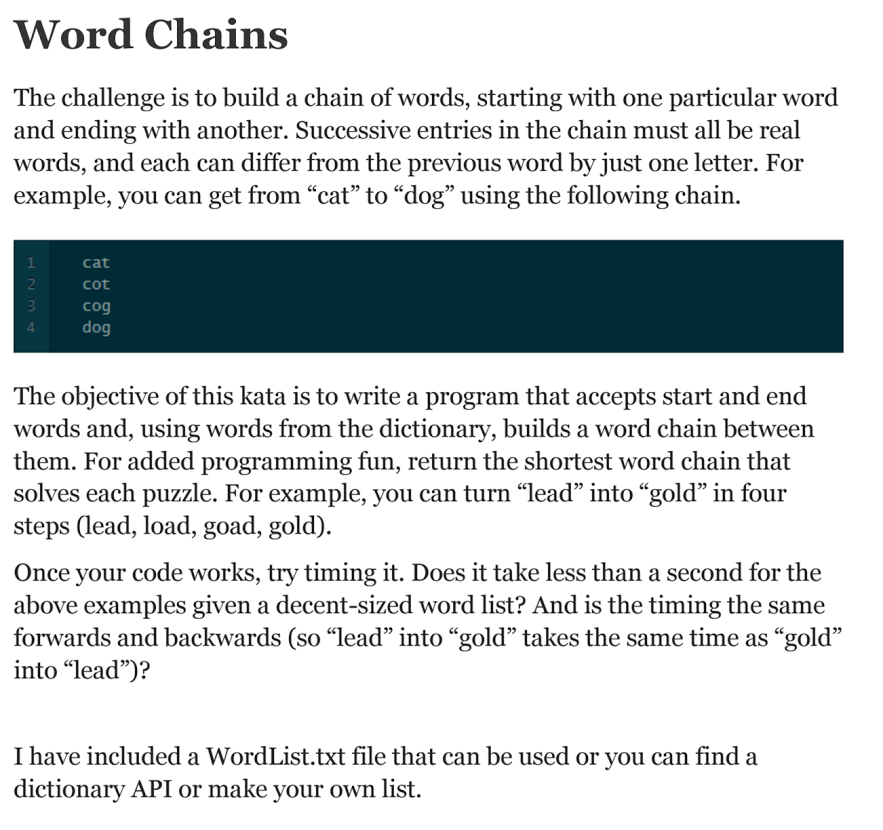 Word Chains
The challenge is to build a chain of words, starting with one particular word
and ending with another. Successive entries in the chain must all be real
words, and each can differ from the previous word by just one letter. For
example, you can get from “cat” to “dog” using the following chain.
1 cat
2 cot
3 cog
4 dog
The objective of this kata is to write a program that accepts start and end
words and, using words from the dictionary, builds a word chain between
them. For added programming fun, return the shortest word chain that
solves each puzzle. For example, you can turn “lead” into “gold” in four
steps (lead, load, goad, gold).
Once your code works, try timing it. Does it take less than a second for the
above examples given a decent-sized word list? And is the timing the same
forwards and backwards (so “lead” into “gold” takes the same time as “gold”
into “lead”)?
I have included a WordList.txt file that can be used or you can find a
dictionary API or make your own list.